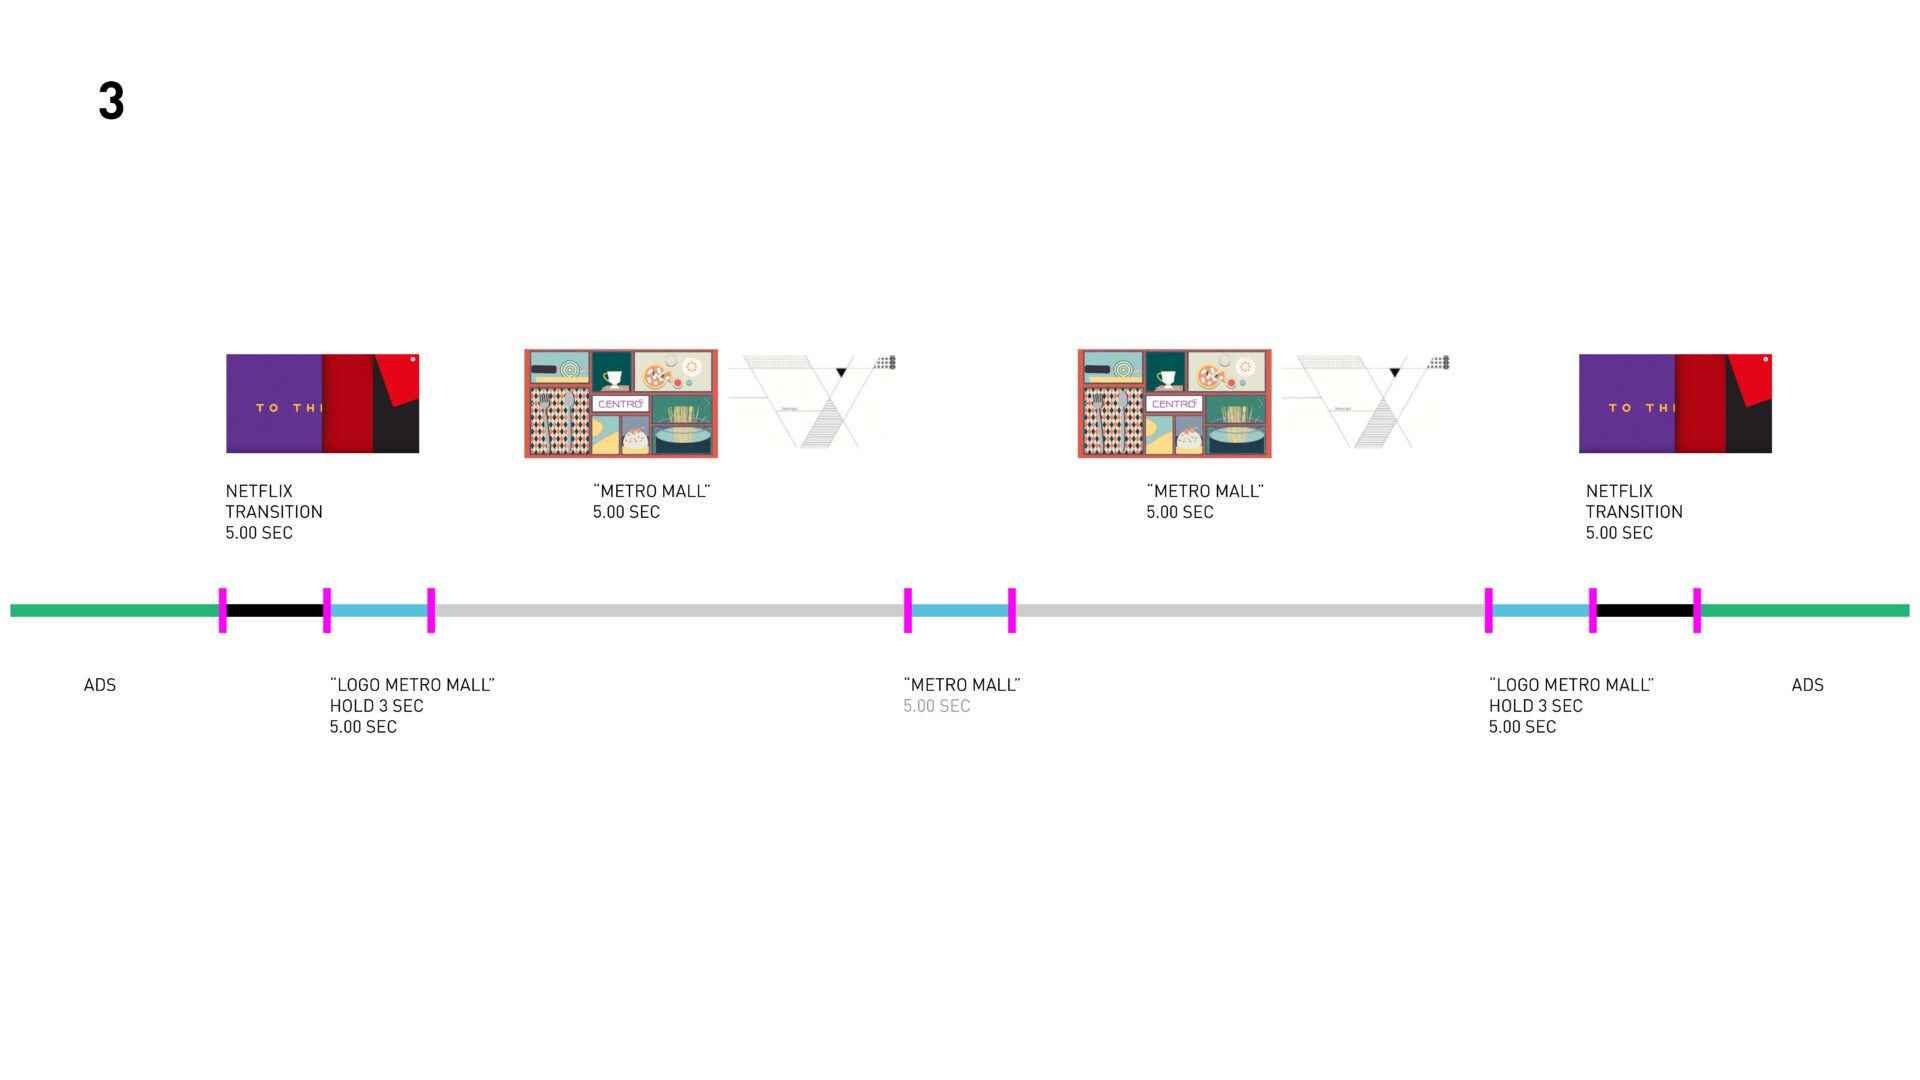 3
TO THI
CENTRO
CENTRO
TO THI
NETFLIX
TRANSITION
5.00 SEC
“METRO MALL”
5.00 SEC
“METRO MALL”
5.00 SEC
NETFLIX
TRANSITION
5.00 SEC
ADS
“LOGO METRO MALL”
HOLD 3 SEC
5.00 SEC
“METRO MALL”
5.00 SEC
“LOGO METRO MALL”
HOLD 3 SEC
5.00 SEC
ADS